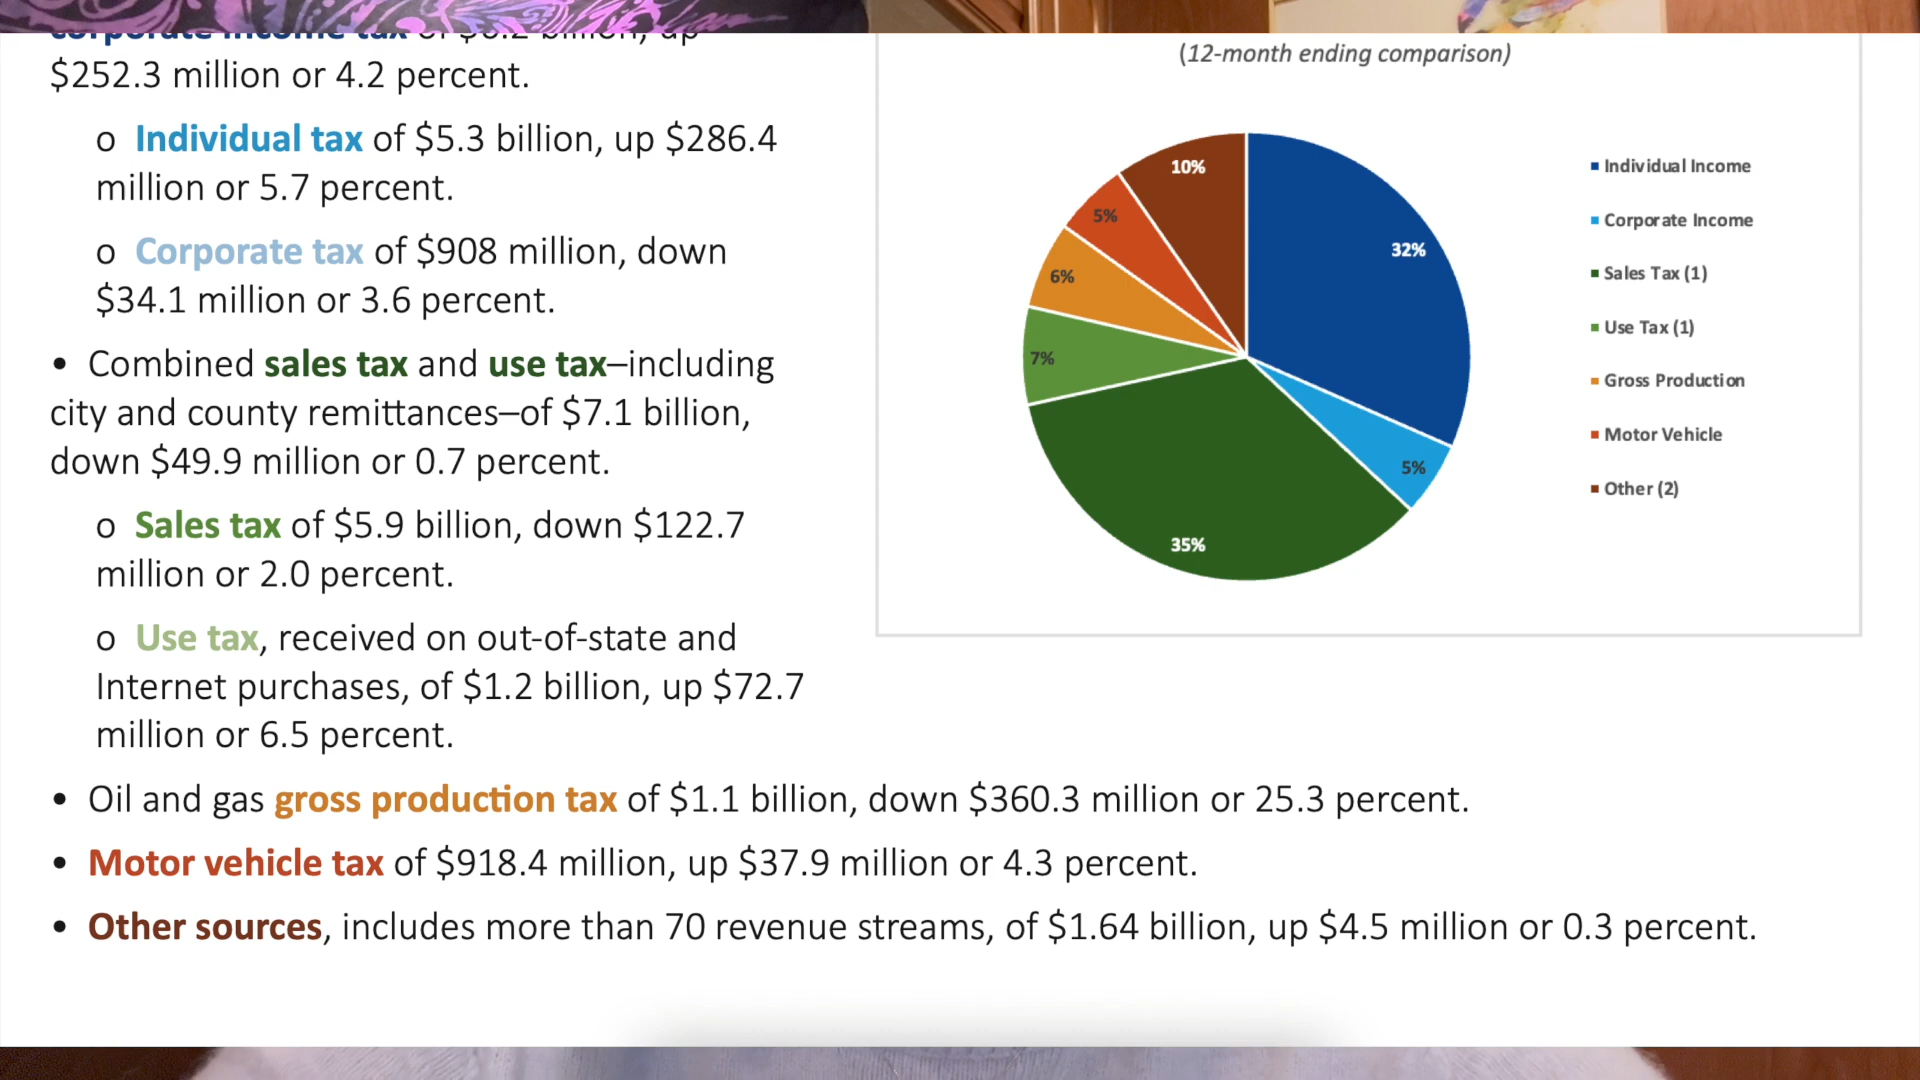 corporate income tax of $6.2 billion, up
$252.3 million or 4.2 percent.
o Individual tax of $5.3 billion, up $286.4
million or 5.7 percent.
o Corporate tax of $908 million, down
$34.1 million or 3.6 percent.
• Combined sales tax and use tax–including
city and county remittances–of $7.1 billion,
down $49.9 million or 0.7 percent.
o Sales tax of $5.9 billion, down $122.7
million or 2.0 percent.
o Use tax, received on out-of-state and
Internet purchases, of $1.2 billion, up $72.7
million or 6.5 percent.
• Oil and gas gross production tax of $1.1 billion, down $360.3 million or 25.3 percent.
• Motor vehicle tax of $918.4 million, up $37.9 million or 4.3 percent.
• Other sources, includes more than 70 revenue streams, of $1.64 billion, up $4.5 million or 0.3 percent.
(12-month ending comparison)
10%
5%
32%
6%
7%
5%
35%
Individual Income
Corporate Income
Sales Tax (1)
Use Tax (1)
Gross Production
Motor Vehicle
Other (2)